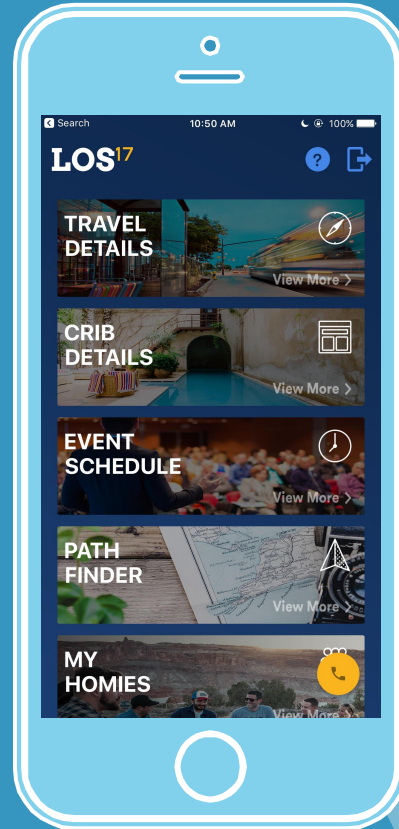 Search
10:50 AM
100%
LOS17
?
TRAVEL
DETAILS
View More >
CRIB
DETAILS
View More >
EVENT
SCHEDULE
View More >
PATH
FINDER
View More >
MY
HOMIES
View More >